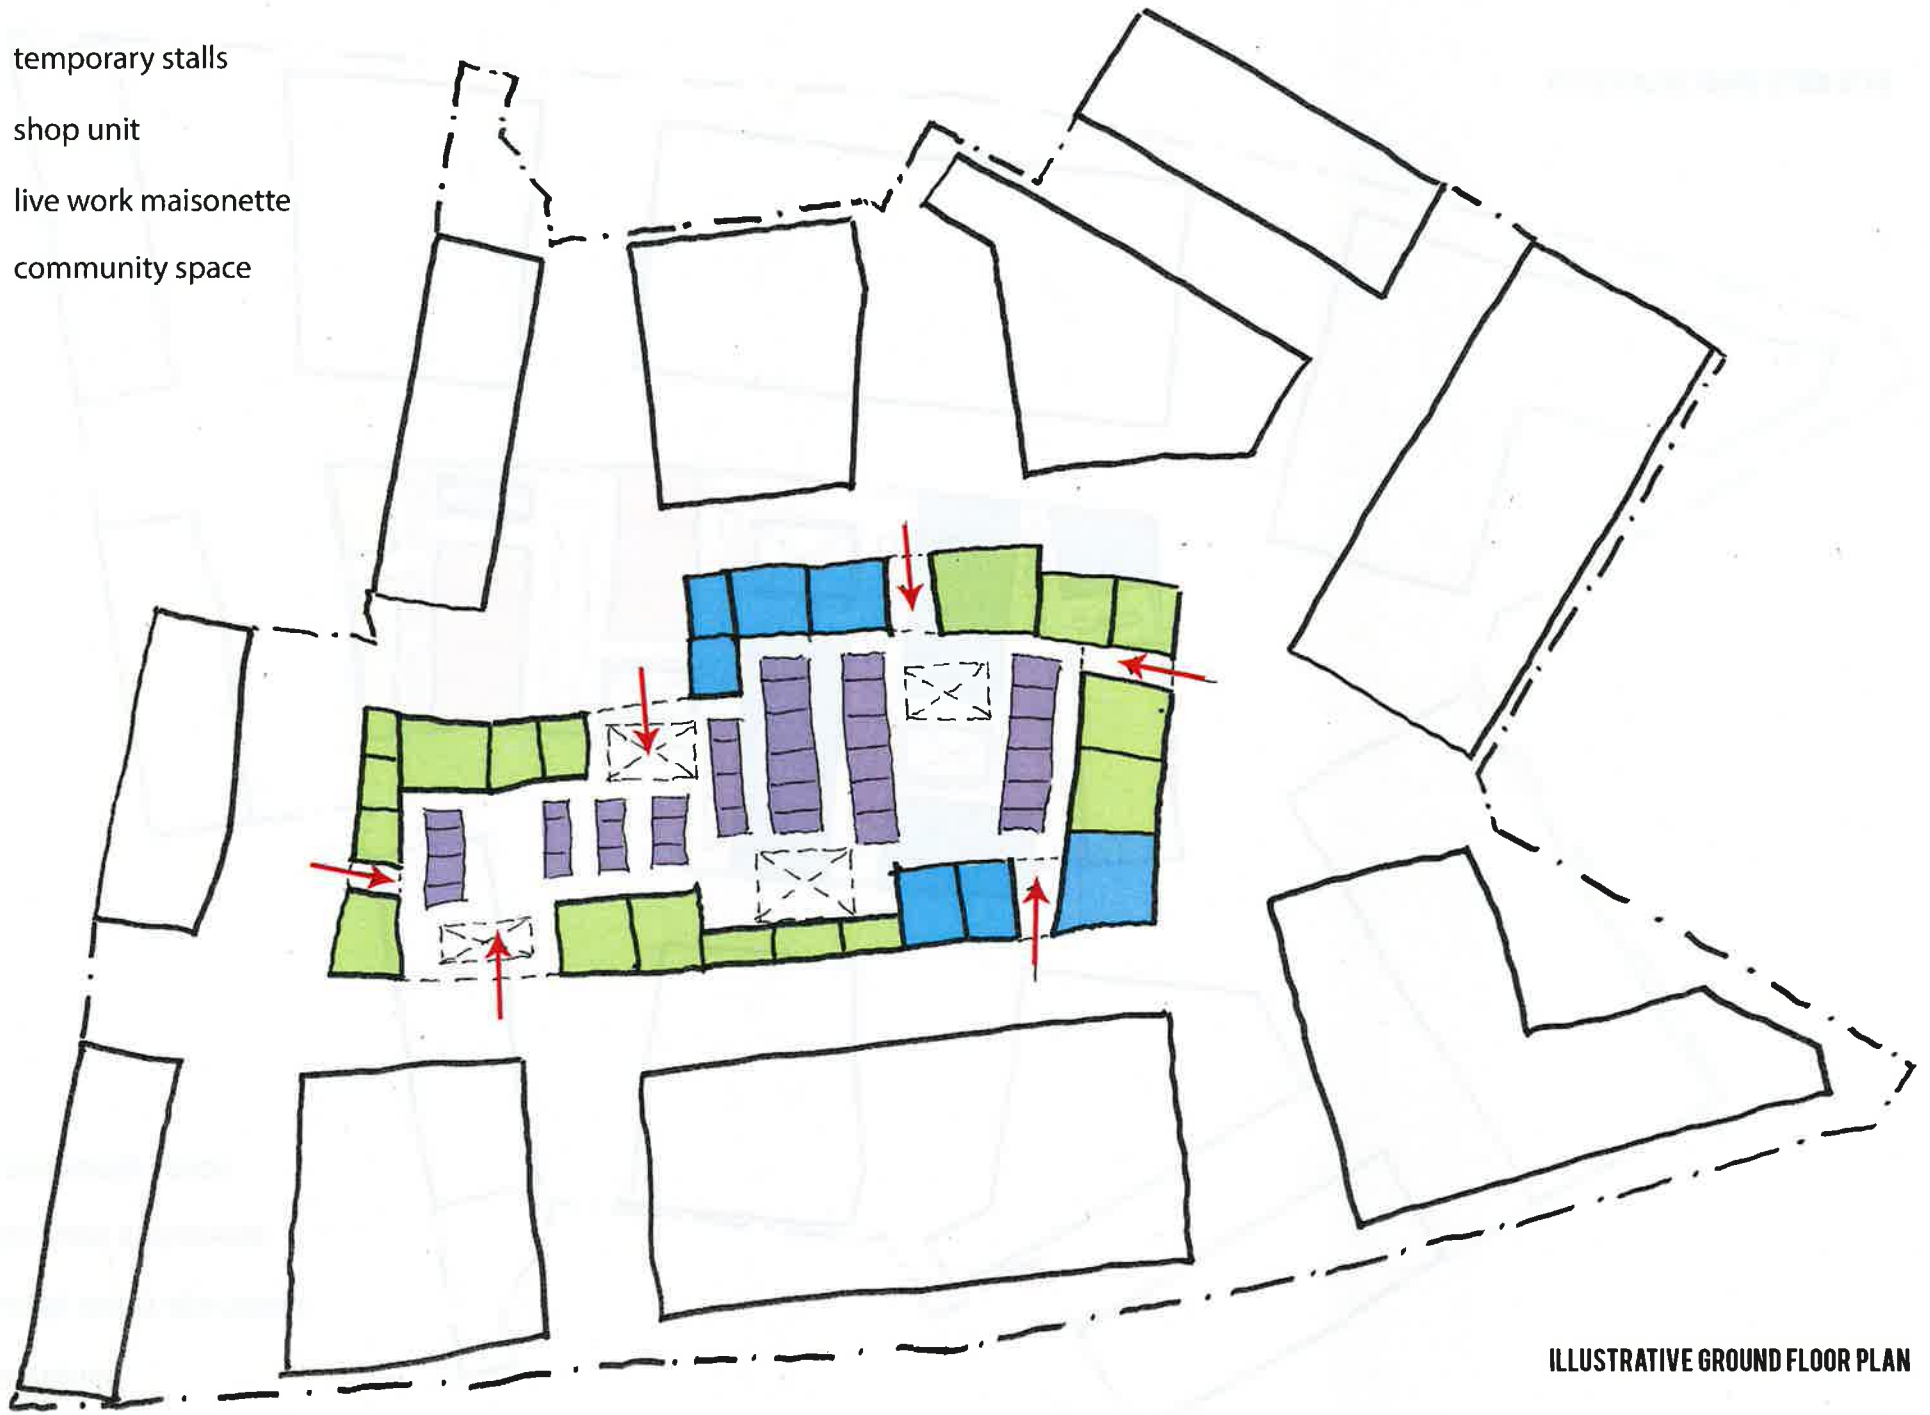 temporary stalls
shop unit
live work maisonette
community space
ILLUSTRATIVE GROUND FLOOR PLAN